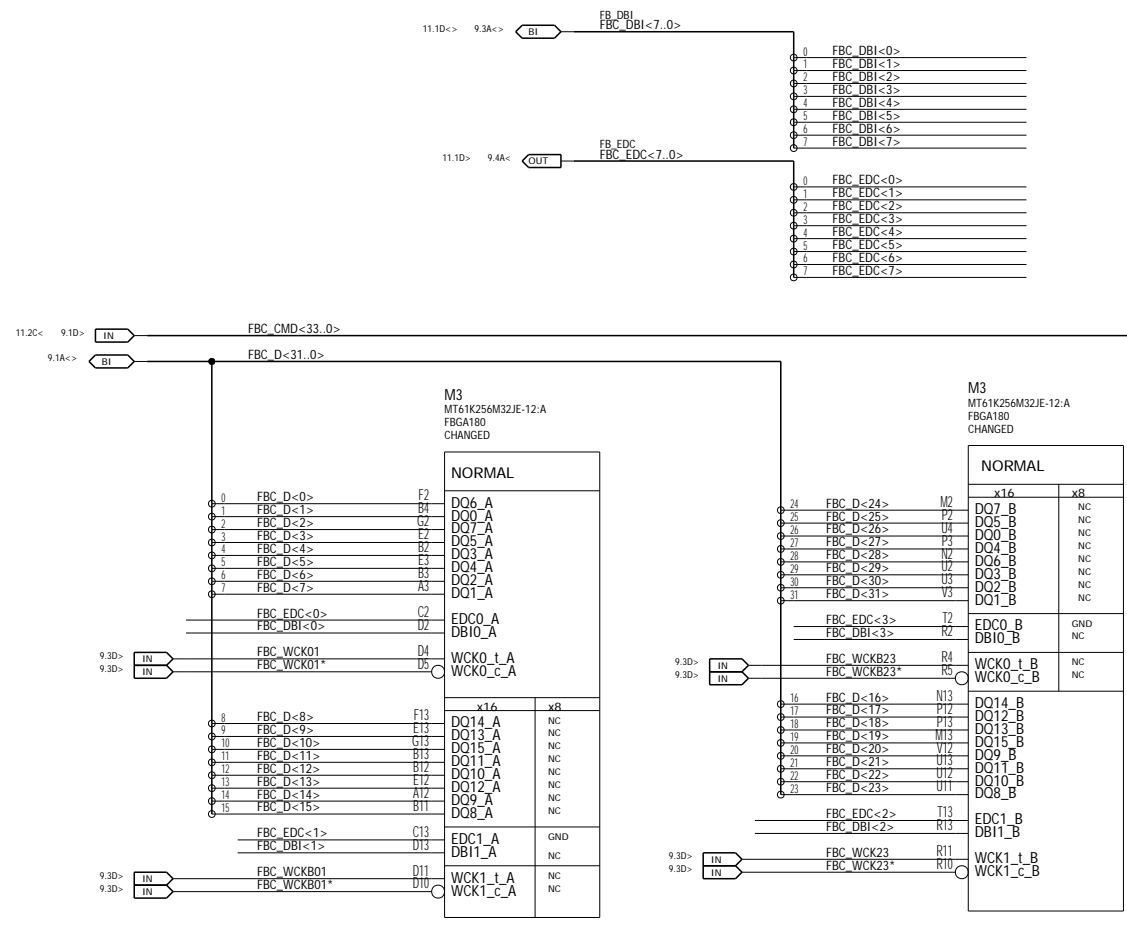 FB_DBI
11.1D<> 9.3A<> BI FBC_DBI<7..0>
0 FBC_DBI<0>
1 FBC_DBI<1>
2 FBC_DBI<2>
3 FBC_DBI<3>
4 FBC_DBI<4>
5 FBC_DBI<5>
6 FBC_DBI<6>
7 FBC_DBI<7>
FB_EDC
11.1D> 9.4A< OUT FBC_EDC<7..0>
0 FBC_EDC<0>
1 FBC_EDC<1>
2 FBC_EDC<2>
3 FBC_EDC<3>
4 FBC_EDC<4>
5 FBC_EDC<5>
6 FBC_EDC<6>
7 FBC_EDC<7>
11.2C< 9.1D> IN FBC_CMD<33..0>
9.1A<> BI FBC_D<31..0>
M3
MT61K256M32JE-12:A
FBGA180
CHANGED
NORMAL
0 FBC_D<0> F2 DQ6_A
1 FBC_D<1> B4 DQ0_A
2 FBC_D<2> G2 DQ7_A
3 FBC_D<3> E2 DQ5_A
4 FBC_D<4> B2 DQ3_A
5 FBC_D<5> E3 DQ4_A
6 FBC_D<6> B3 DQ2_A
7 FBC_D<7> A3 DQ1_A
FBC_EDC<0> C2 EDC0_A
FBC_DBI<0> D2 DBI0_A
9.3D> IN FBC_WCK01 D4 WCK0_t_A
9.3D> IN FBC_WCK01* D5 WCK0_c_A
x16 x8
8 FBC_D<8> F13 DQ14_A NC
9 FBC_D<9> E13 DQ13_A NC
10 FBC_D<10> G13 DQ15_A NC
11 FBC_D<11> B13 DQ11_A NC
12 FBC_D<12> B12 DQ10_A NC
13 FBC_D<13> E12 DQ12_A NC
14 FBC_D<14> A12 DQ9_A NC
15 FBC_D<15> B11 DQ8_A NC
FBC_EDC<1> C13 EDC1_A GND
FBC_DBI<1> D13 DBI1_A NC
9.3D> IN FBC_WCKB01 D11 WCK1_t_A NC
9.3D> IN FBC_WCKB01* D10 WCK1_c_A NC
M3
MT61K256M32JE-12:A
FBGA180
CHANGED
NORMAL
x16 x8
24 FBC_D<24> M2 DQ7_B NC
25 FBC_D<25> P2 DQ5_B NC
26 FBC_D<26> U4 DQ0_B NC
27 FBC_D<27> P3 DQ4_B NC
28 FBC_D<28> N2 DQ6_B NC
29 FBC_D<29> U2 DQ3_B NC
30 FBC_D<30> U3 DQ2_B NC
31 FBC_D<31> V3 DQ1_B NC
FBC_EDC<3> T2 EDC0_B GND
FBC_DBI<3> R2 DBI0_B NC
9.3D> IN FBC_WCKB23 R4 WCK0_t_B NC
9.3D> IN FBC_WCKB23* R5 WCK0_c_B NC
16 FBC_D<16> N13 DQ14_B
17 FBC_D<17> P12 DQ12_B
18 FBC_D<18> P13 DQ13_B
19 FBC_D<19> M13 DQ15_B
20 FBC_D<20> V12 DQ9_B
21 FBC_D<21> U13 DQ11_B
22 FBC_D<22> U12 DQ10_B
23 FBC_D<23> U11 DQ8_B
FBC_EDC<2> T13 EDC1_B
FBC_DBI<2> R13 DBI1_B
9.3D> IN FBC_WCK23 R11 WCK1_t_B
9.3D> IN FBC_WCK23* R10 WCK1_c_B